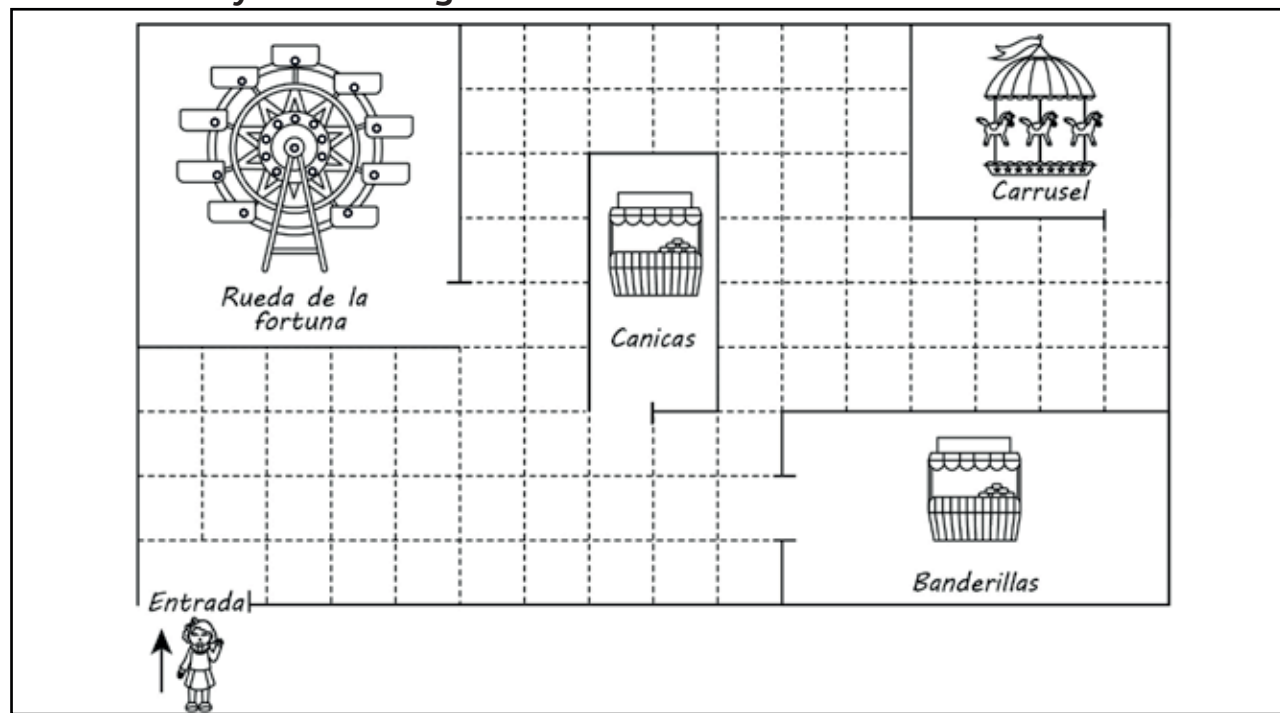 Rueda de la
fortuna
Carrusel
Canicas
Banderillas
Entrada